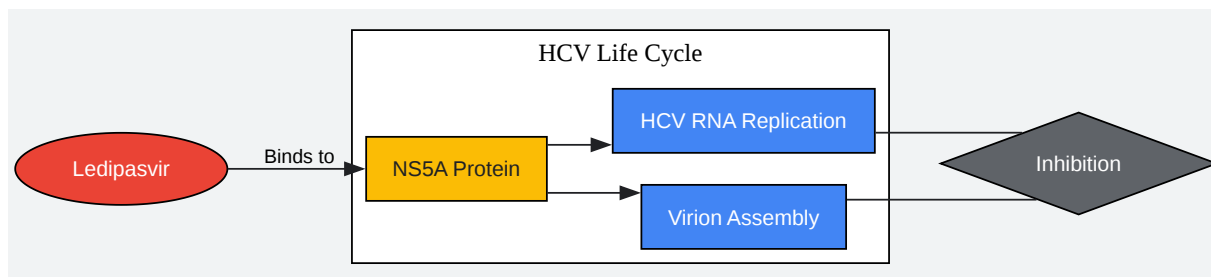 HCV Life Cycle
Ledipasvir
Binds to
NS5A Protein
HCV RNA Replication
Virion Assembly
Inhibition